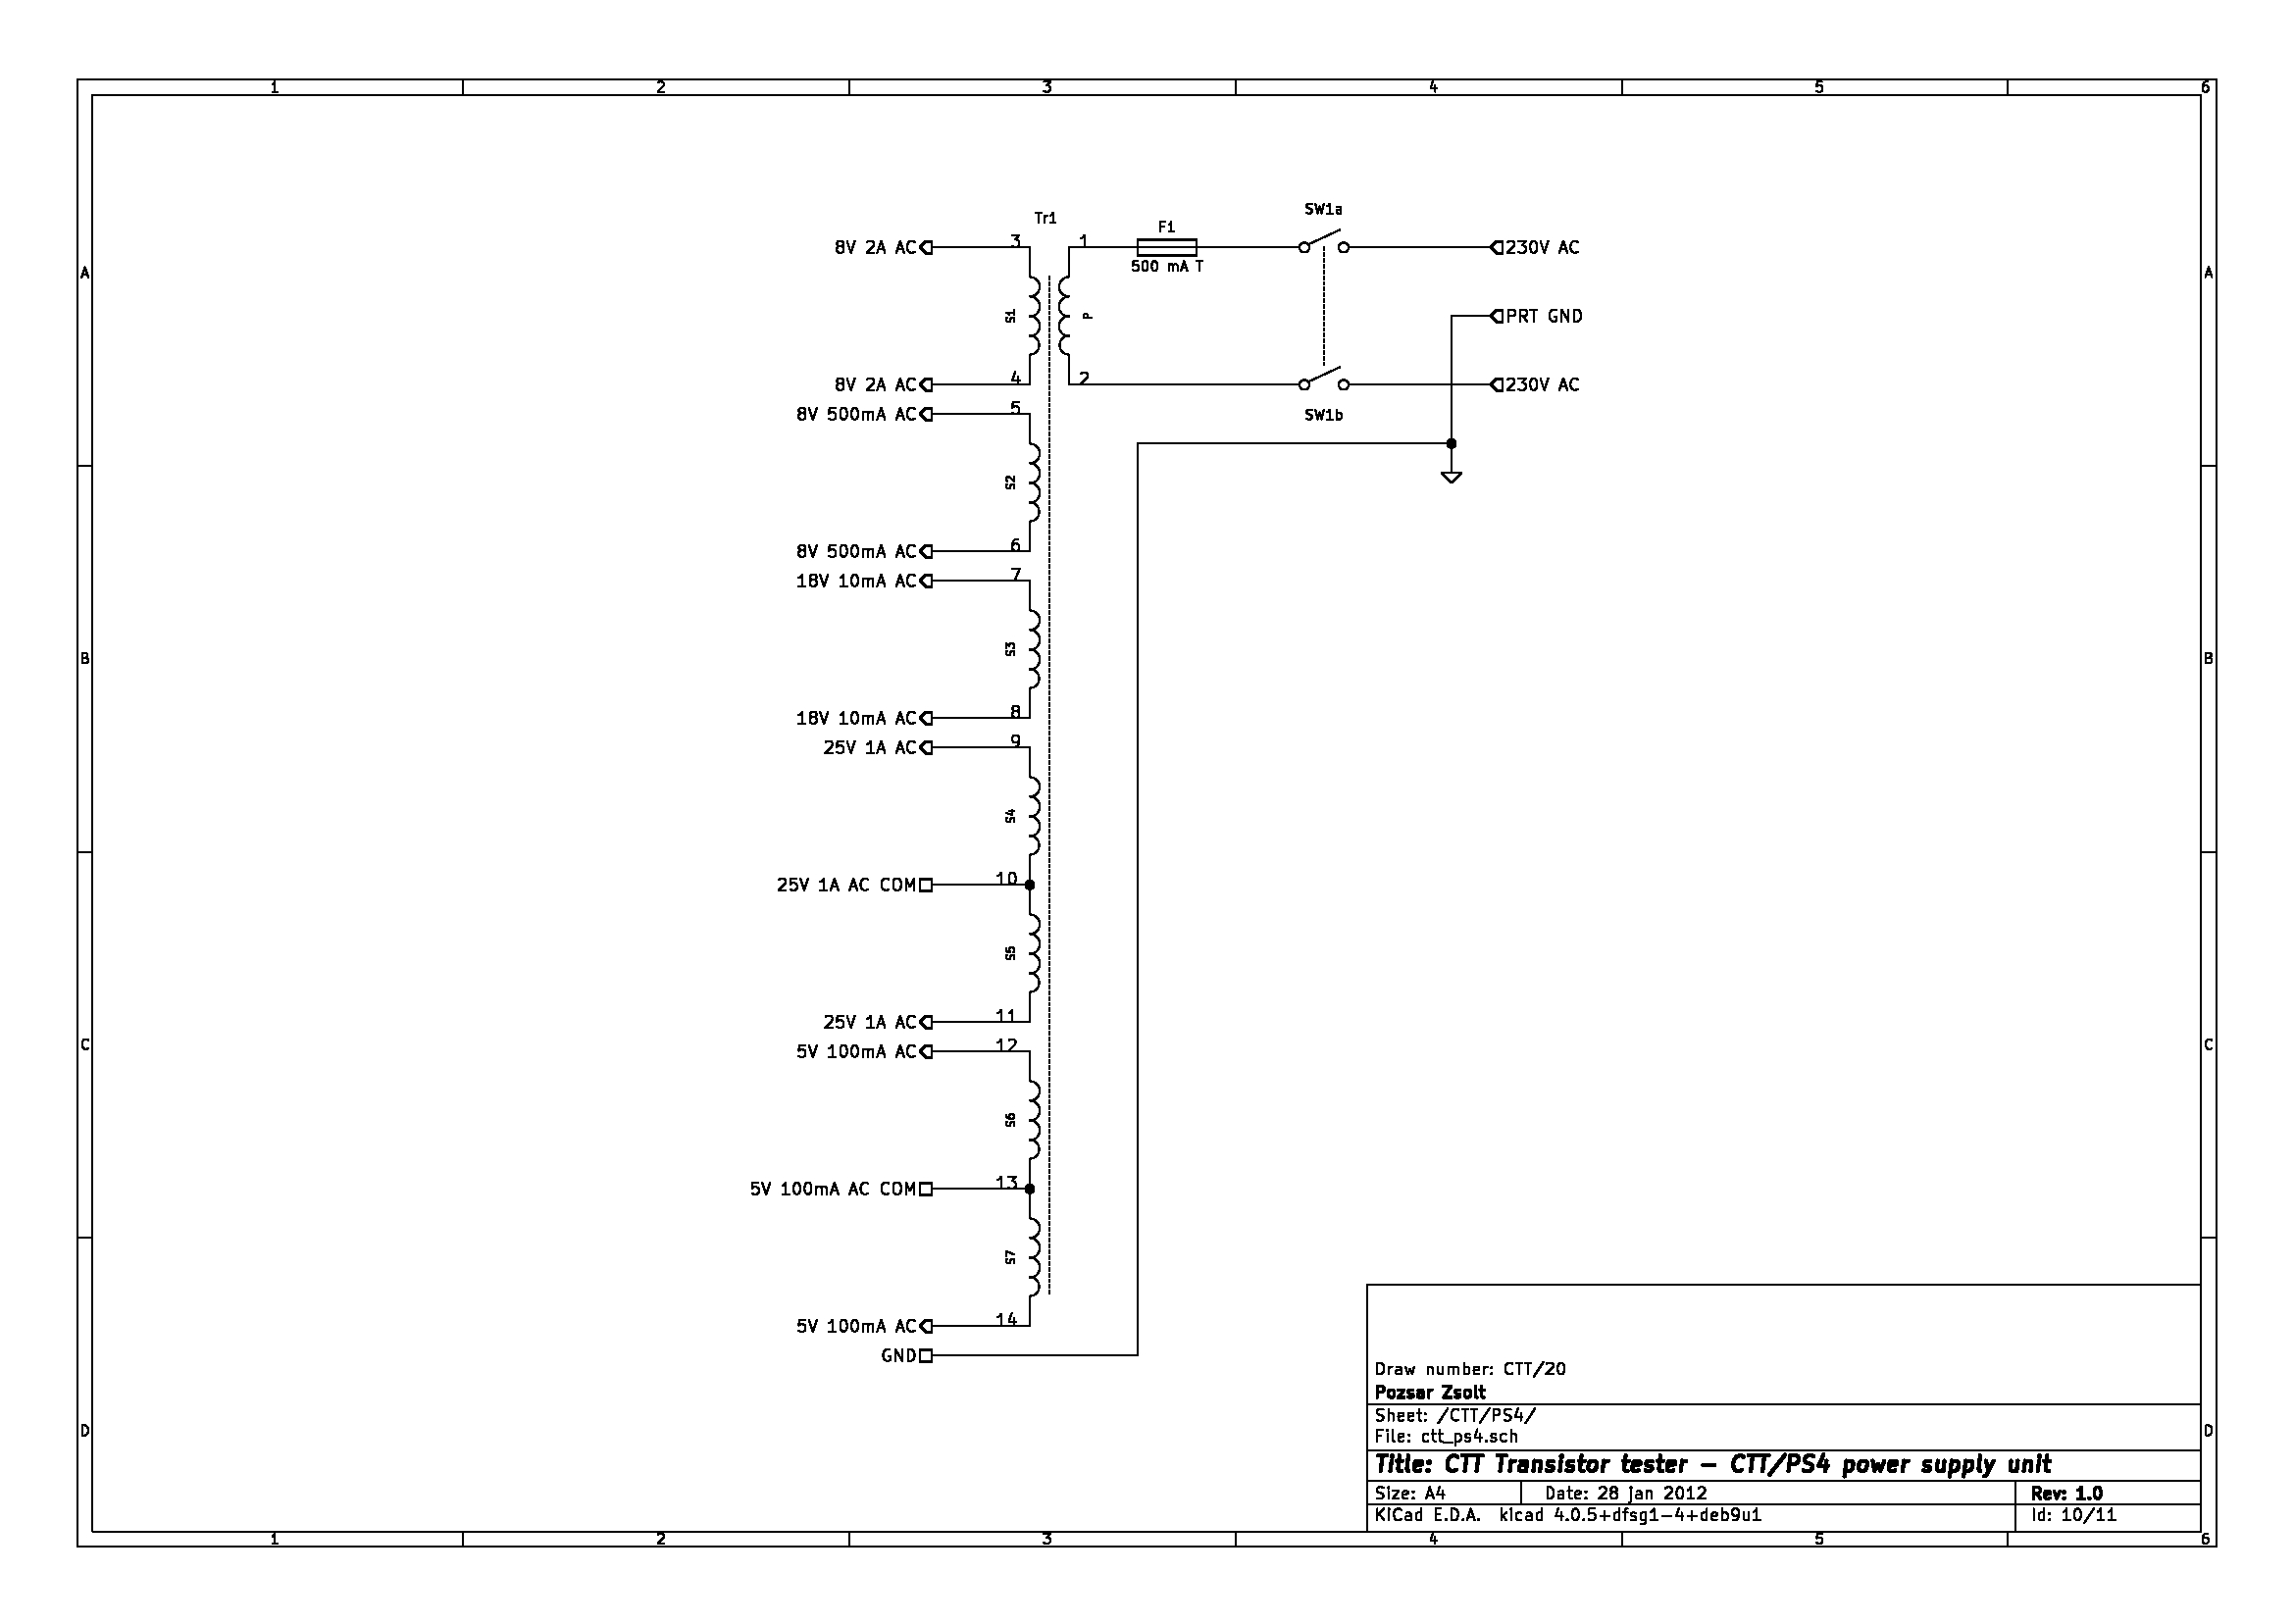 1 2 3 4 5 6
Tr1
SW1a
F1
8V 2A AC 3 1 230V AC
500 mA T
A A
S1 P PRT GND
8V 2A AC 4 2 230V AC
8V 500mA AC 5 SW1b
S2
8V 500mA AC 6
18V 10mA AC 7
S3
B B
18V 10mA AC 8
25V 1A AC 9
S4
25V 1A AC COM 10
S5
25V 1A AC 11
C C
5V 100mA AC 12
S6
5V 100mA AC COM 13
S7
5V 100mA AC 14
GND
Draw number: CTT/20
Pozsar Zsolt
Sheet: /CTT/PS4/
D D
File: ctt_ps4.sch
Title: CTT Transistor tester - CTT/PS4 power supply unit
Size: A4 Date: 28 jan 2012 Rev: 1.0
KiCad E.D.A. kicad 4.0.5+dfsg1-4+deb9u1 Id: 10/11
1 2 3 4 5 6